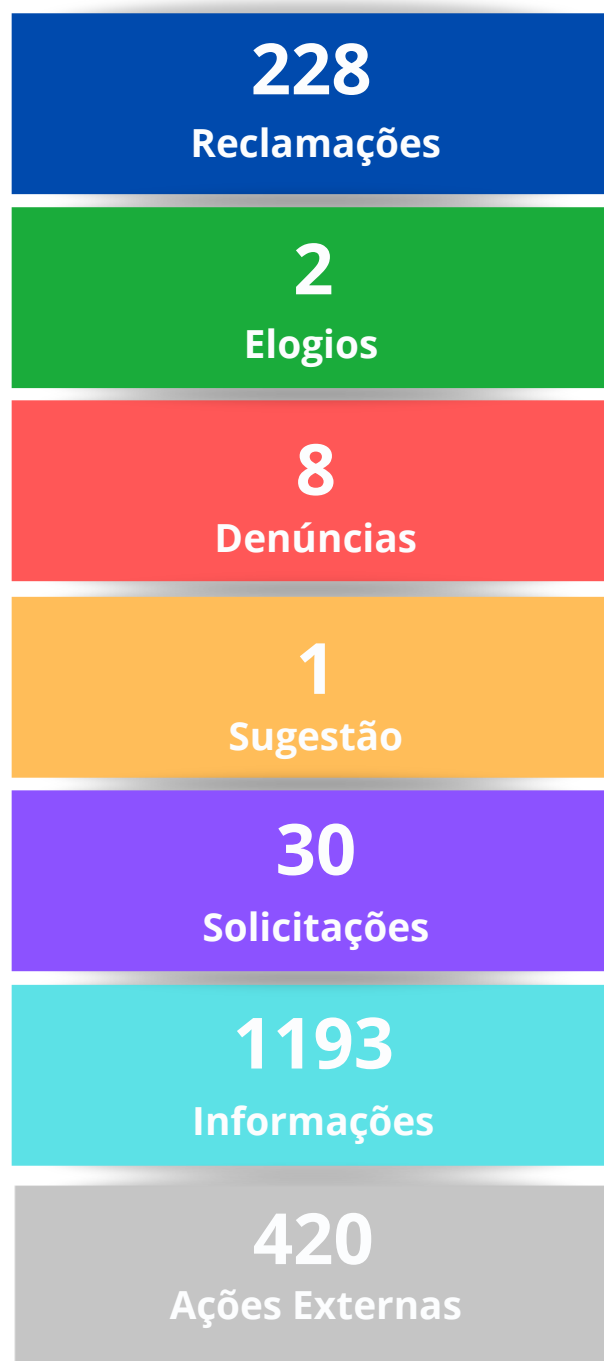 228
Reclamações
2
Elogios
8
Denúncias
1
Sugestão
30
Solicitações
1193
Informações
420
Ações Externas